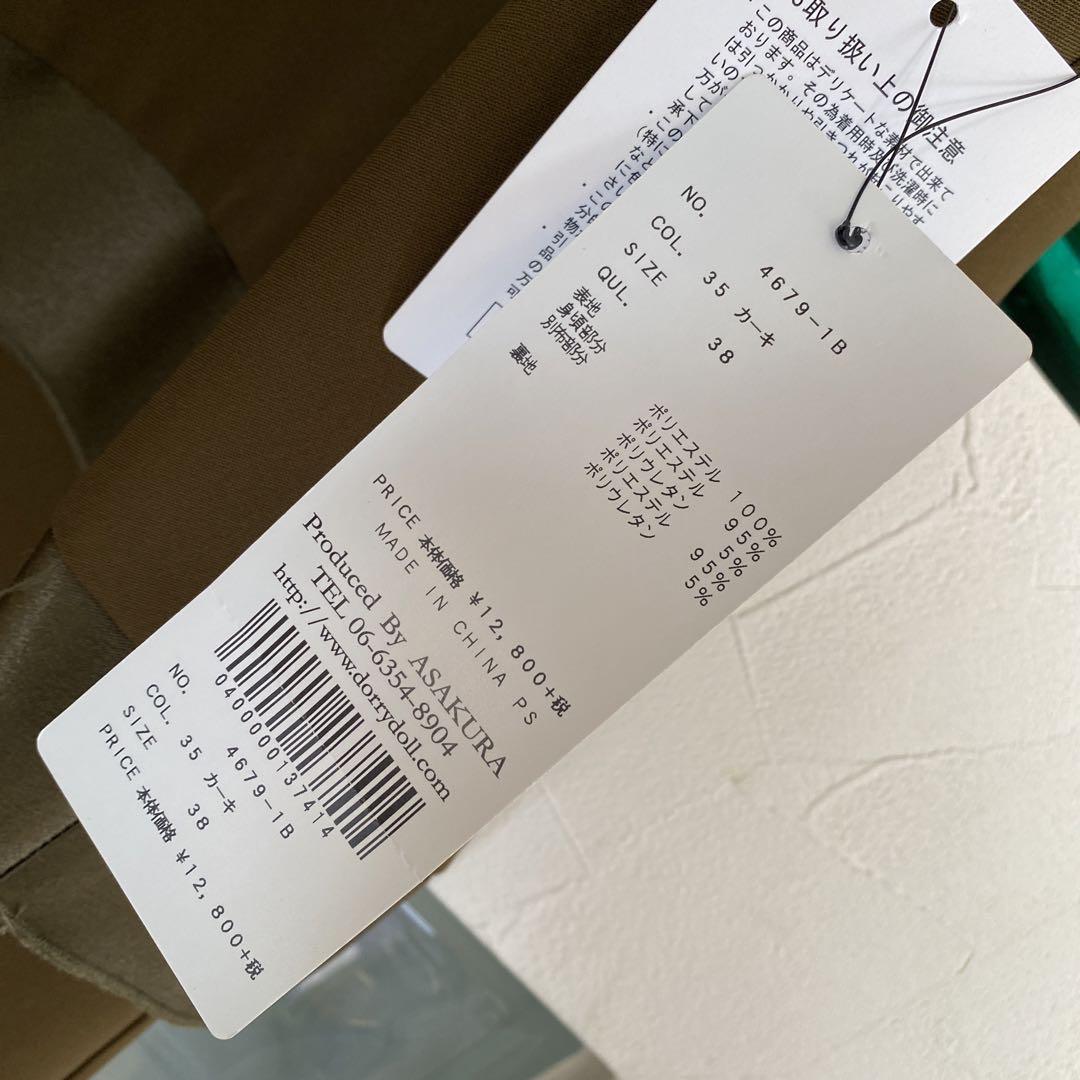 取り扱い上の御注意
この商品はデリケートな素材で出来て
おります。その為着用時及び洗濯時に
NO. 4679-1B
COL. 35 カーキ
SIZE 38
QUL.
表地 ポリエステル 100%
身頃部分 ポリエステル 95%
ポリウレタン 5%
別布部分 ポリエステル 95%
ポリウレタン 5%
裏地
PRICE 本体価格 ¥12,800+税
MADE IN CHINA PS
Produced By ASAKURA
TEL 06-6354-8904
http://www.dorrydoll.com
0400000137414
NO. 4679-1B
COL. 35 カーキ
SIZE 38
PRICE 本体価格 ¥12,800+税